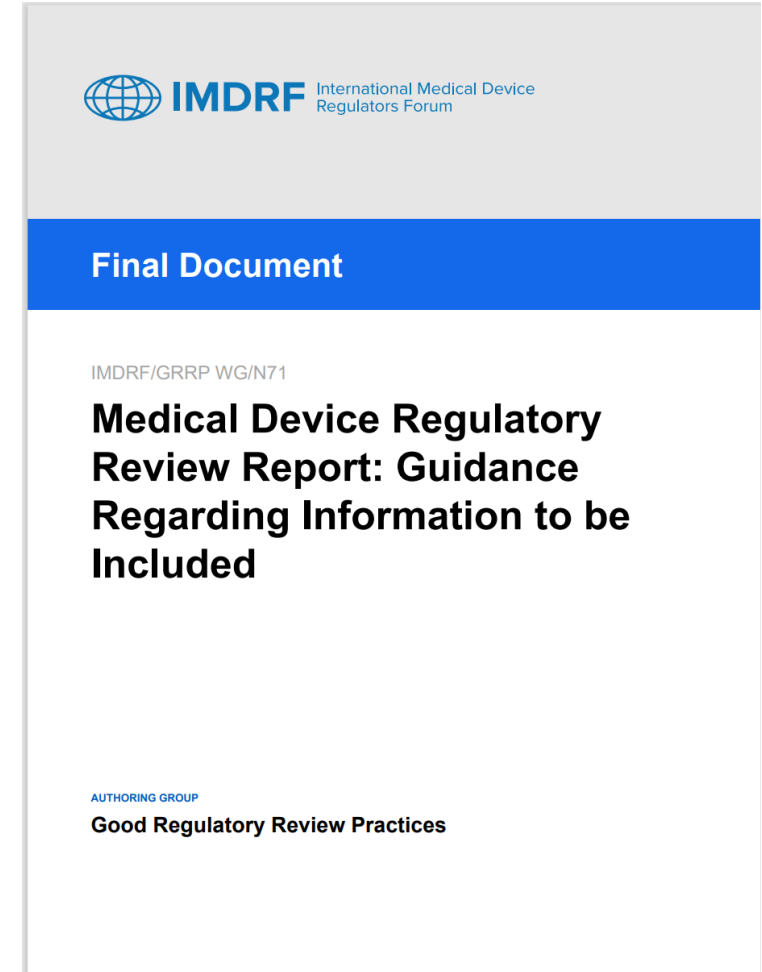 IMDRF International Medical Device
Regulators Forum
Final Document
IMDRF/GRRP WG/N71
Medical Device Regulatory
Review Report: Guidance
Regarding Information to be
Included
AUTHORING GROUP
Good Regulatory Review Practices